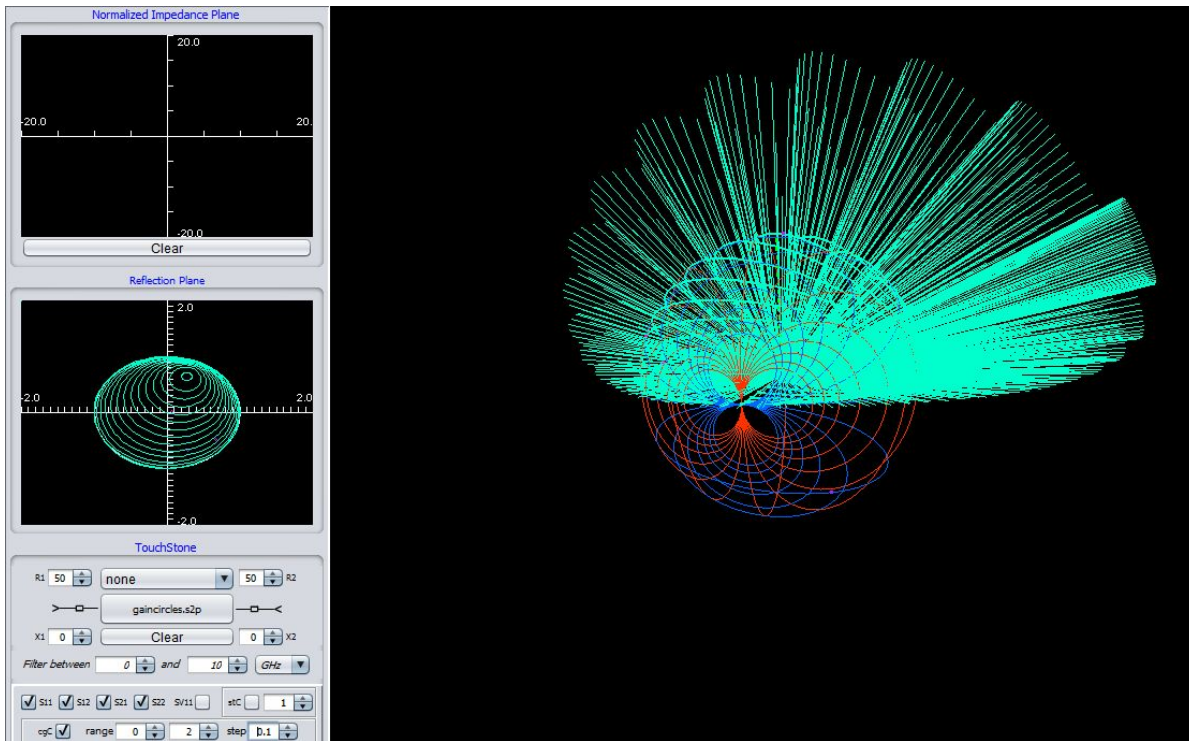 Normalized Impedance Plane
20.0
-20.0 20.
-20.0
Clear
Reflection Plane
2.0
-2.0 2.0
-2.0
TouchStone
R1 50 none 50 R2
gaincircles.s2p
X1 0 Clear 0 X2
Filter between 0 and 10 GHz
S11 S12 S21 S22 SV11 stC 1
cgC range 0 2 step 0.1